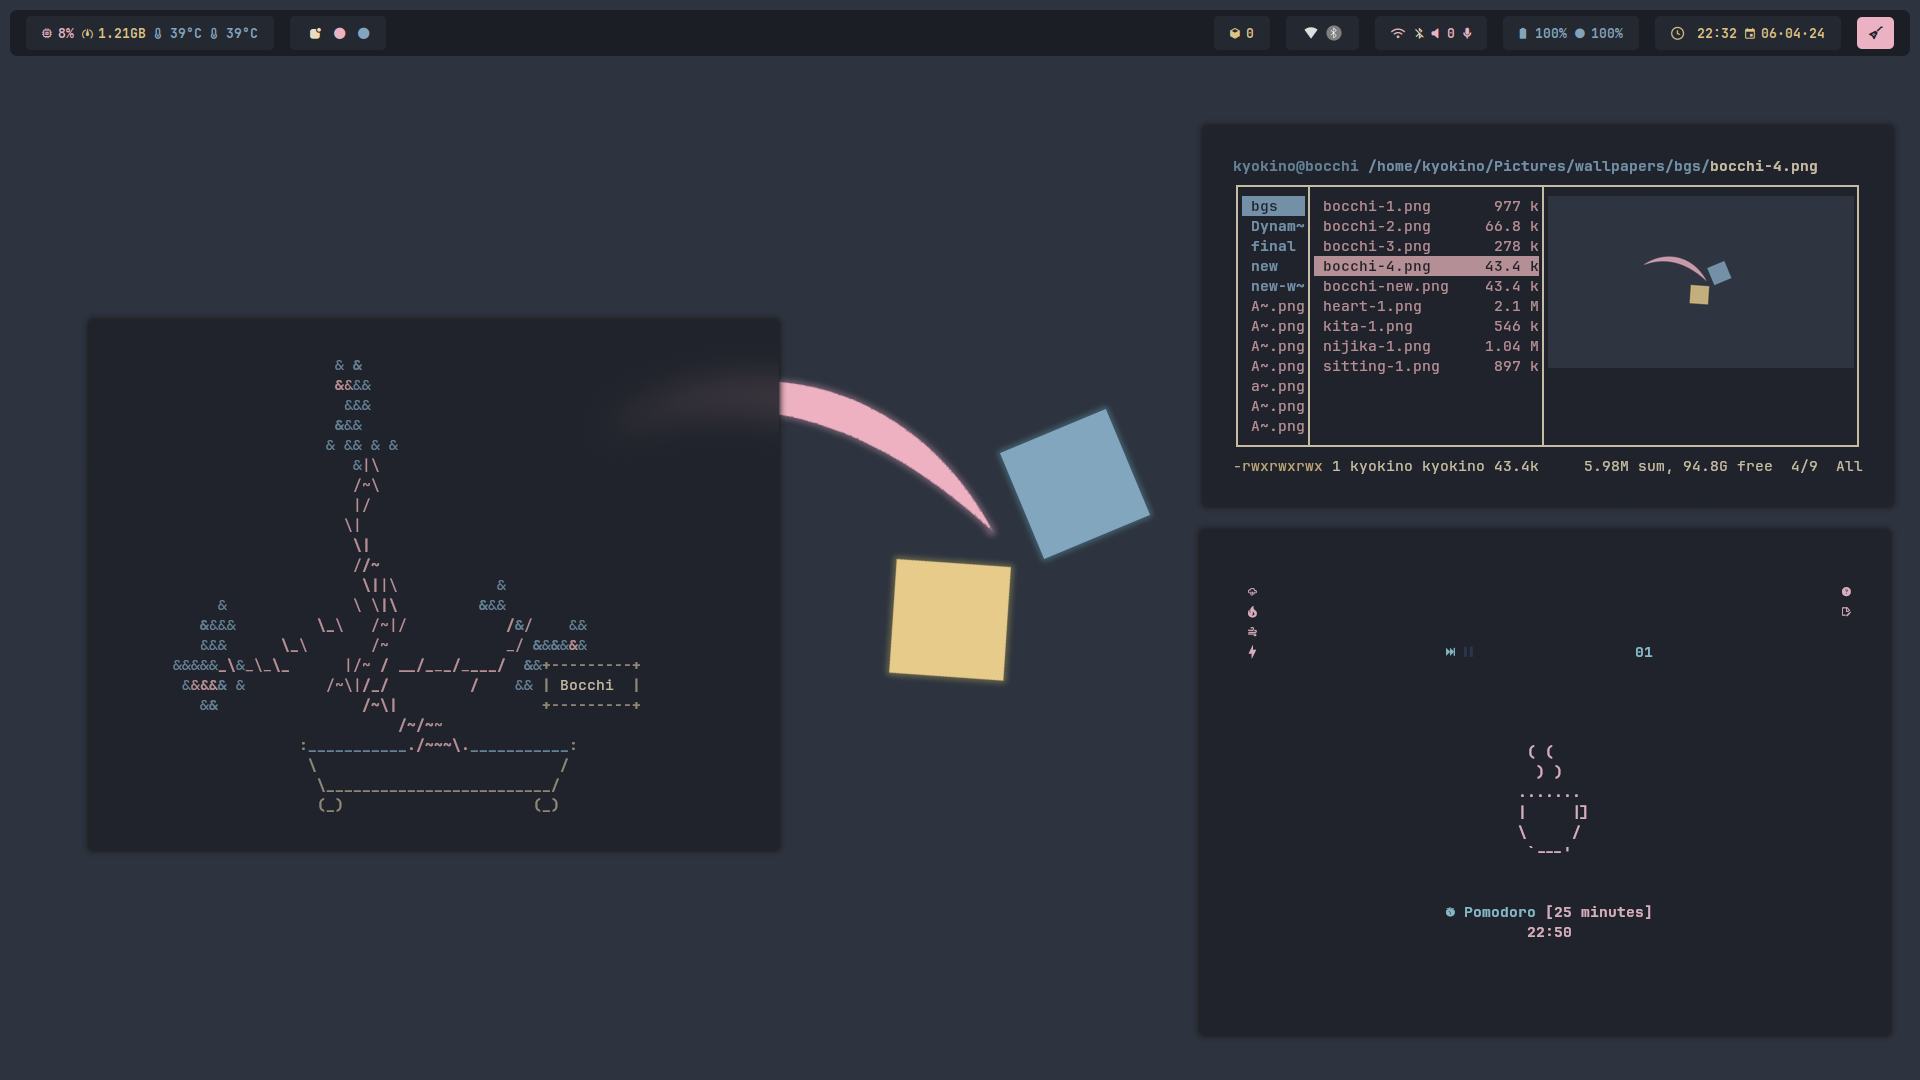 8% 1.21GB 39°C 39°C
0
0
100% 100%
22:32 06·04·24
kyokino@bocchi /home/kyokino/Pictures/wallpapers/bgs/bocchi-4.png
bgs bocchi-1.png 977 k
Dynam~ bocchi-2.png 66.8 k
final bocchi-3.png 278 k
new bocchi-4.png 43.4 k
new-w~ bocchi-new.png 43.4 k
A~.png heart-1.png 2.1 M
A~.png kita-1.png 546 k
A~.png nijika-1.png 1.04 M
A~.png sitting-1.png 897 k
a~.png
A~.png
A~.png
-rwxrwxrwx 1 kyokino kyokino 43.4k 5.98M sum, 94.8G free 4/9 All
Bocchi
01
Pomodoro [25 minutes]
22:50